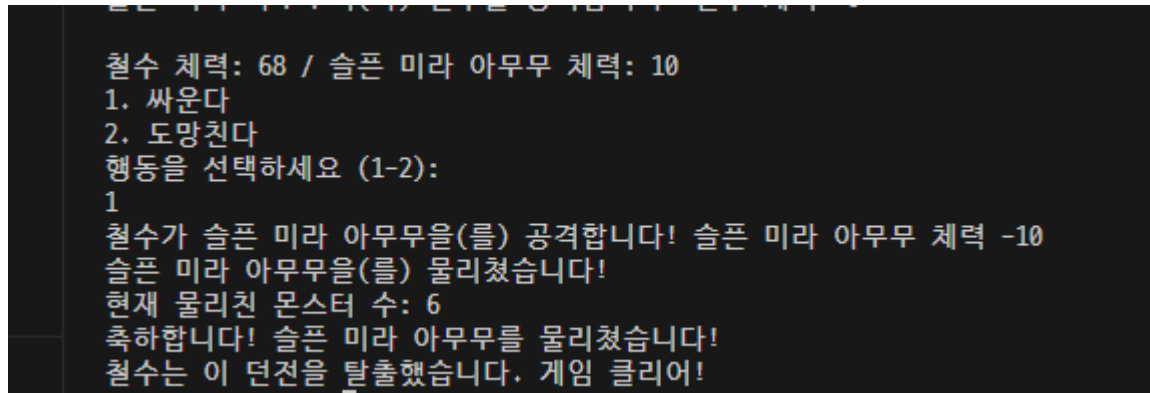 철수 체력: 68 / 슬픈 미라 아무무 체력: 10
1. 싸운다
2. 도망친다
행동을 선택하세요 (1-2):
1
철수가 슬픈 미라 아무무을(를) 공격합니다! 슬픈 미라 아무무 체력 -10
슬픈 미라 아무무을(를) 물리쳤습니다!
현재 물리친 몬스터 수: 6
축하합니다! 슬픈 미라 아무무를 물리쳤습니다!
철수는 이 던전을 탈출했습니다. 게임 클리어!